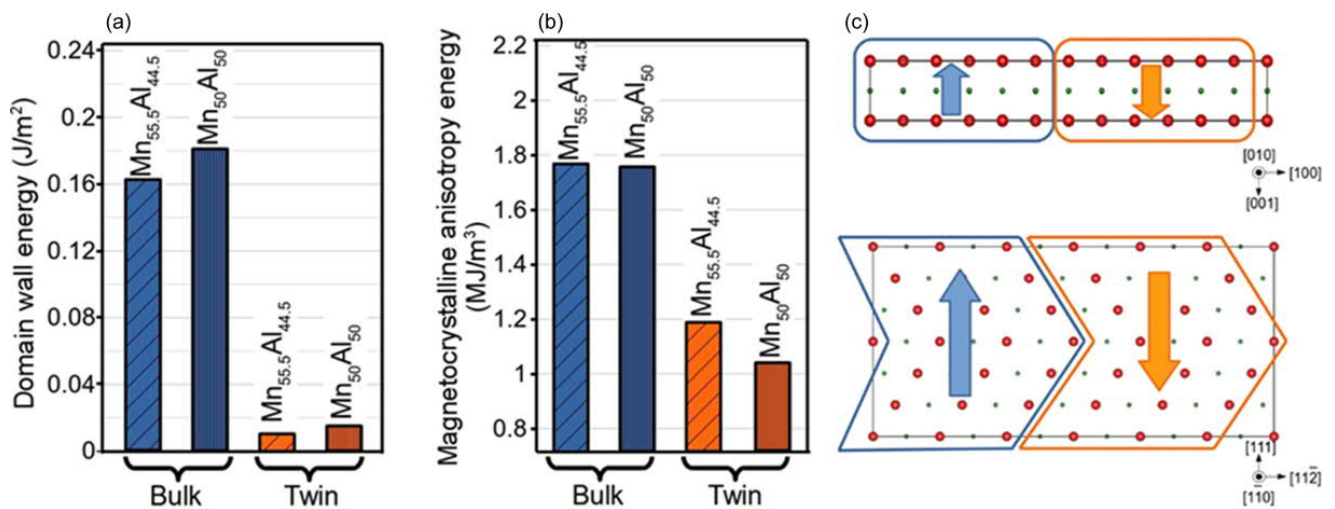 (a)
Domain wall energy (J/m²)
0.24
0.2
0.16
0.12
0.08
0.04
0
Mn₅₅.₅Al₄₄.₅
Mn₅₀Al₅₀
Mn₅₅.₅Al₄₄.₅
Mn₅₀Al₅₀
Bulk
Twin
(b)
Magnetocrystalline anisotropy energy
(MJ/m³)
2.2
2
1.8
1.6
1.4
1.2
1
0.8
Mn₅₅.₅Al₄₄.₅
Mn₅₀Al₅₀
Mn₅₅.₅Al₄₄.₅
Mn₅₀Al₅₀
Bulk
Twin
(c)
[010]
[100]
[001]
[111]
[112̄]
[1̄10]